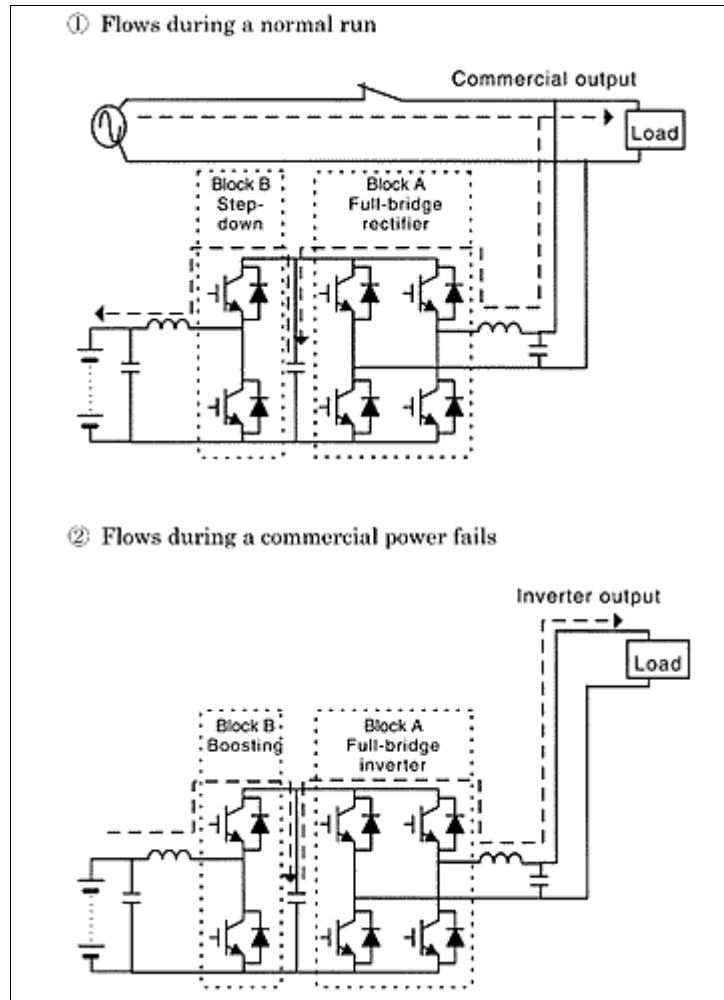 ① Flows during a normal run
Commercial output
Load
Block B
Step-
down
Block A
Full-bridge
rectifier
② Flows during a commercial power fails
Inverter output
Load
Block B
Boosting
Block A
Full-bridge
inverter